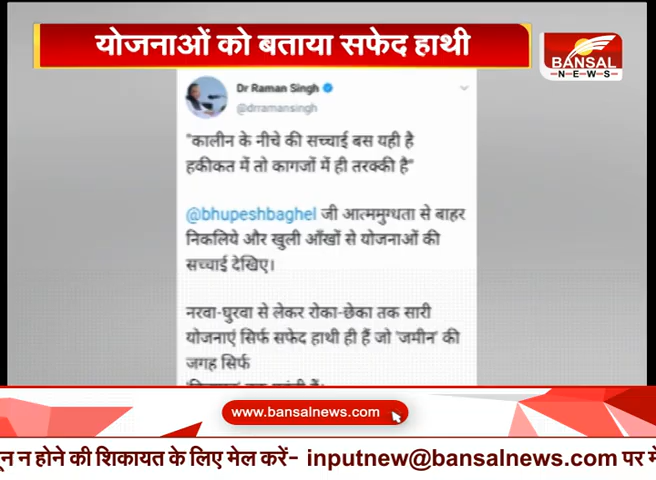 योजनाओं को बताया सफेद हाथी
BANSAL
NEWS
Dr Raman Singh
@drramansingh
"कालीन के नीचे की सच्चाई बस यही है
हकीकत में तो कागजों में ही तरक्की है"
@bhupeshbaghel जी आत्ममुग्धता से बाहर
निकलिये और खुली आँखों से योजनाओं की
सच्चाई देखिए।
नरवा-घुरवा से लेकर रोका-छेका तक सारी
योजनाएं सिर्फ सफेद हाथी ही हैं जो 'जमीन' की
जगह सिर्फ
www.bansalnews.com
न होने की शिकायत के लिए मेल करें- inputnew@bansalnews.com पर